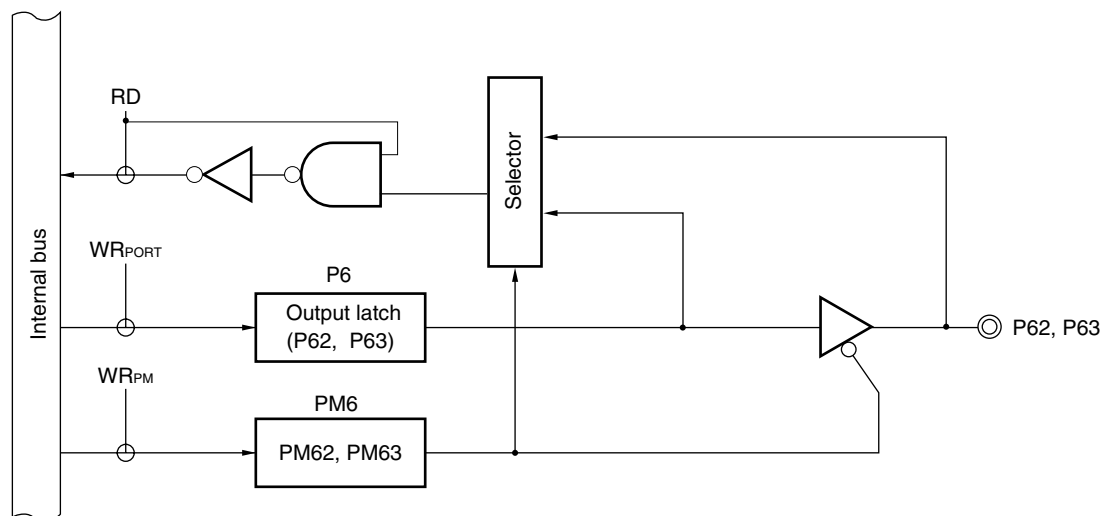 RD
Selector
WRPORT
Internal bus
P6
Output latch
(P62, P63)
P62, P63
WRPM
PM6
PM62, PM63